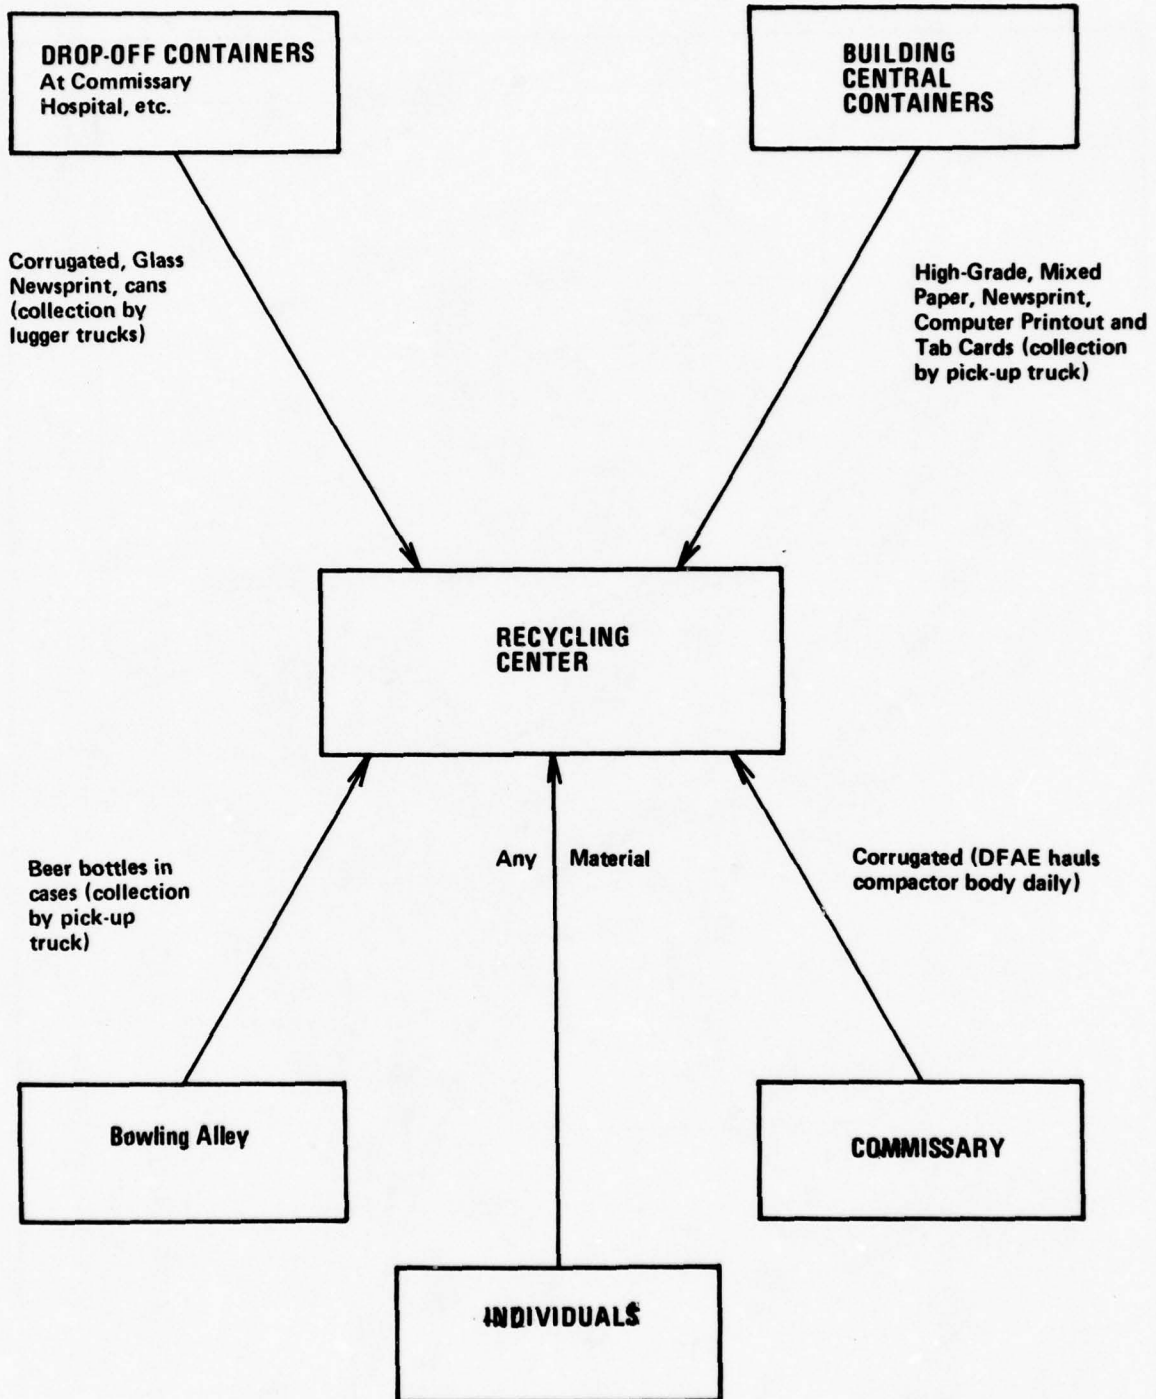 DROP-OFF CONTAINERS
At Commissary
Hospital, etc.
BUILDING
CENTRAL
CONTAINERS
Corrugated, Glass
Newsprint, cans
(collection by
lugger trucks)
High-Grade, Mixed
Paper, Newsprint,
Computer Printout and
Tab Cards (collection
by pick-up truck)
RECYCLING
CENTER
Beer bottles in
cases (collection
by pick-up
truck)
Any Material
Corrugated (DFAE hauls
compactor body daily)
Bowling Alley
COMMISSARY
INDIVIDUALS